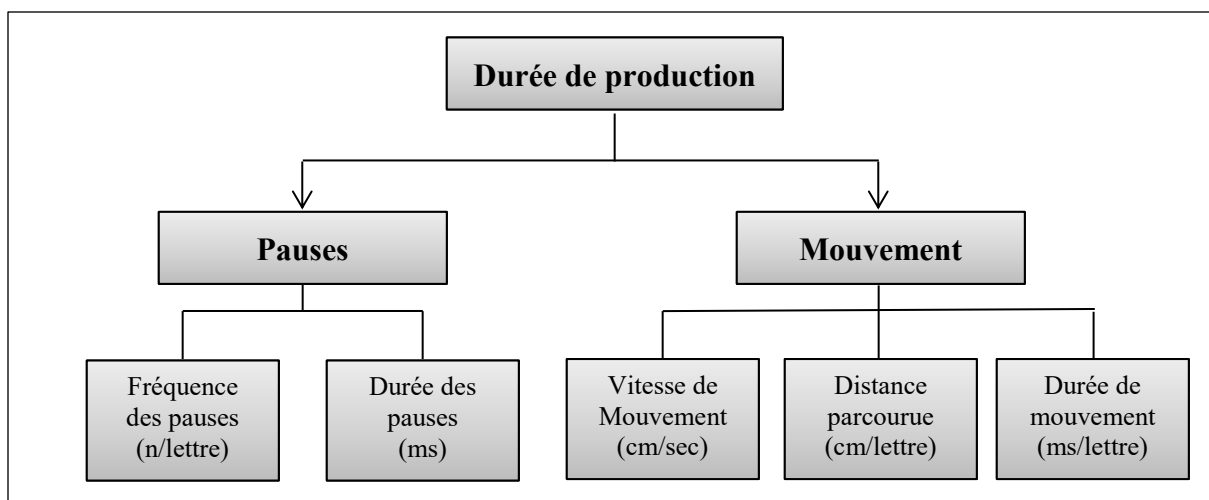 Durée de production
Pauses
Mouvement
Fréquence
des pauses
(n/lettre)
Durée des
pauses
(ms)
Vitesse de
Mouvement
(cm/sec)
Distance
parcourue
(cm/lettre)
Durée de
mouvement
(ms/lettre)